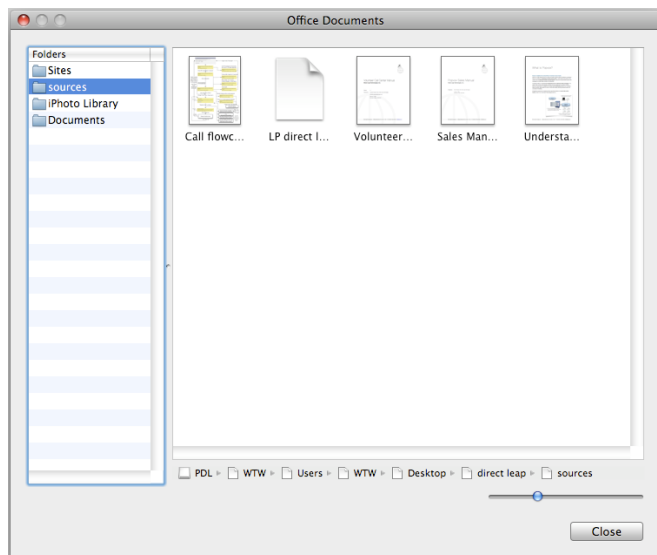 Office Documents
Folders
Sites
sources
iPhoto Library
Documents
Call flowc...
LP direct l...
Volunteer...
Sales Man...
Understa...
PDL ▸ WTW ▸ Users ▸ WTW ▸ Desktop ▸ direct leap ▸ sources
Close